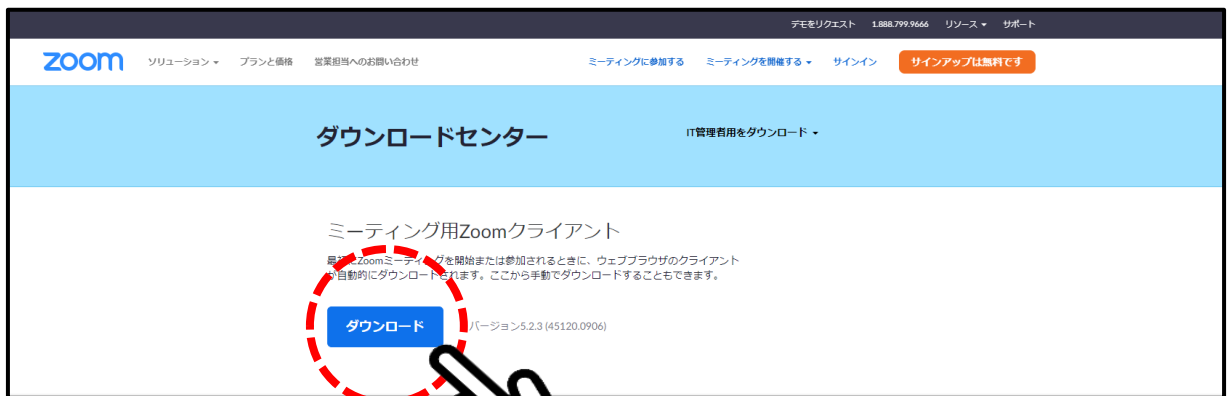 デモをリクエスト 1.888.799.9666 リソース サポート
zoom ソリューション プランと価格 営業担当へのお問い合わせ ミーティングに参加する ミーティングを開催する サインイン サインアップは無料です
ダウンロードセンター IT管理者用をダウンロード
ミーティング用Zoomクライアント
最初にZoomミーティングを開始または参加されるときに、ウェブブラウザのクライアント
が自動的にダウンロードされます。ここから手動でダウンロードすることもできます。
ダウンロード バージョン5.2.3 (45120.0906)